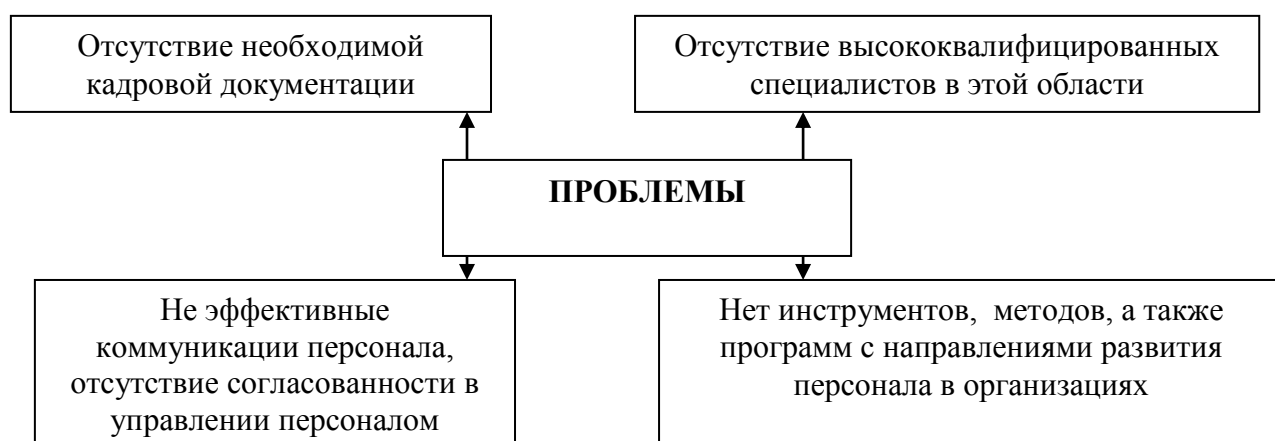 Отсутствие необходимой
кадровой документации
Отсутствие высококвалифицированных
специалистов в этой области
ПРОБЛЕМЫ
Не эффективные
коммуникации персонала,
отсутствие согласованности в
управлении персоналом
Нет инструментов,  методов, а также
программ с направлениями развития
персонала в организациях